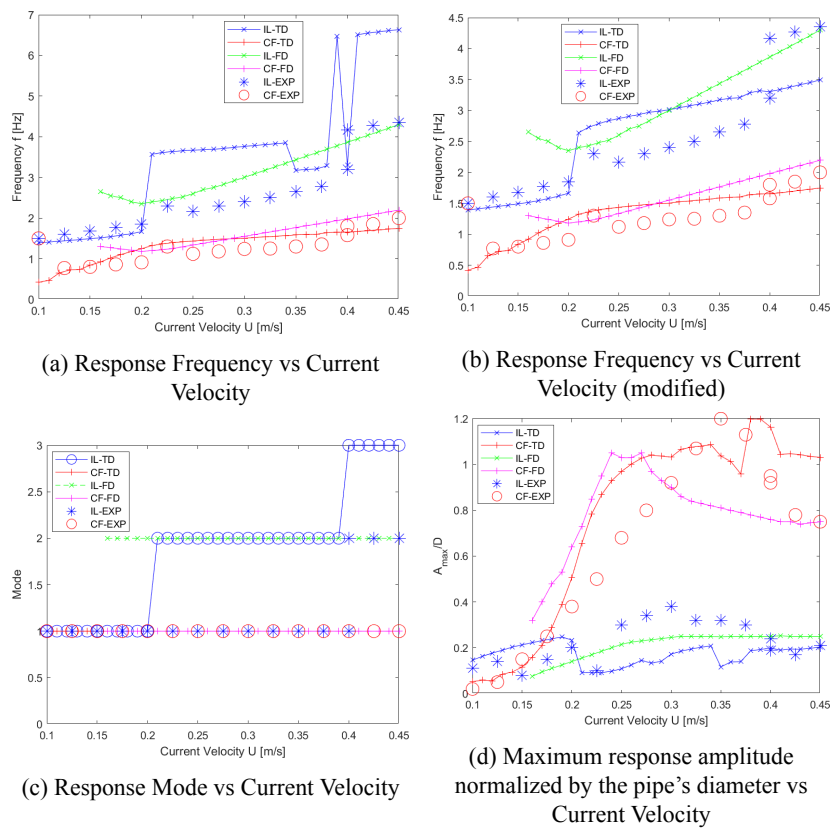 7
6
5
4
3
2
1
0
Frequency f [Hz]
IL-TD
CF-TD
IL-FD
CF-FD
IL-EXP
CF-EXP
0.1 0.15 0.2 0.25 0.3 0.35 0.4 0.45
Current Velocity U [m/s]
(a) Response Frequency vs Current
Velocity
4.5
4
3.5
3
2.5
2
1.5
1
0.5
0
Frequency f [Hz]
IL-TD
CF-TD
IL-FD
CF-FD
IL-EXP
CF-EXP
0.1 0.15 0.2 0.25 0.3 0.35 0.4 0.45
Current Velocity U [m/s]
(b) Response Frequency vs Current
Velocity (modified)
3
2.5
2
1.5
1
0.5
0
Mode
IL-TD
CF-TD
IL-FD
CF-FD
IL-EXP
CF-EXP
0.1 0.15 0.2 0.25 0.3 0.35 0.4 0.45
Current Velocity U [m/s]
(c) Response Mode vs Current Velocity
1.2
1
0.8
0.6
0.4
0.2
0
A_max/D
IL-TD
CF-TD
IL-FD
CF-FD
IL-EXP
CF-EXP
0.1 0.15 0.2 0.25 0.3 0.35 0.4 0.45
Current Velocity U [m/s]
(d) Maximum response amplitude
normalized by the pipe's diameter vs
Current Velocity